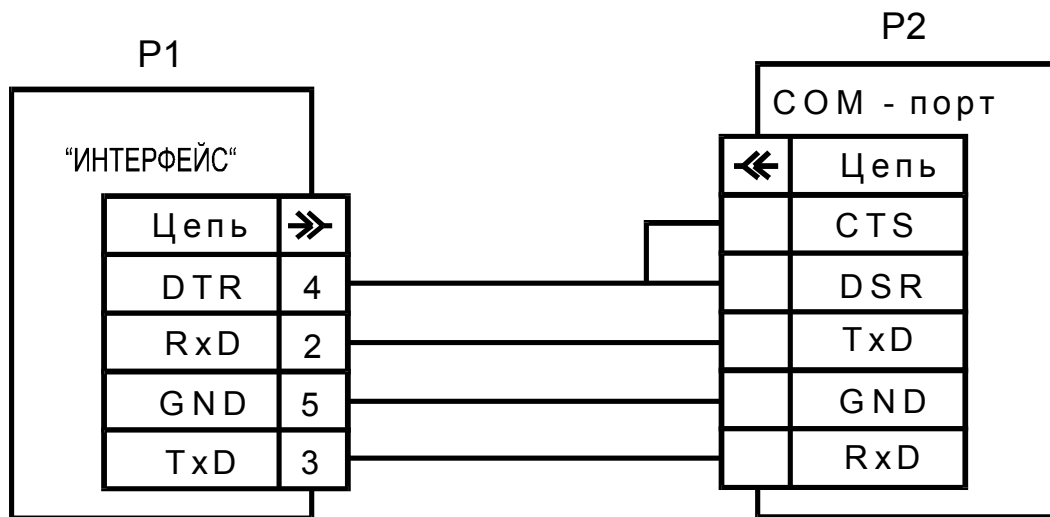 P1
"ИНТЕРФЕЙС"
Цепь
DTR 4
RxD 2
GND 5
TxD 3
P2
COM - порт
Цепь
CTS
DSR
TxD
GND
RxD